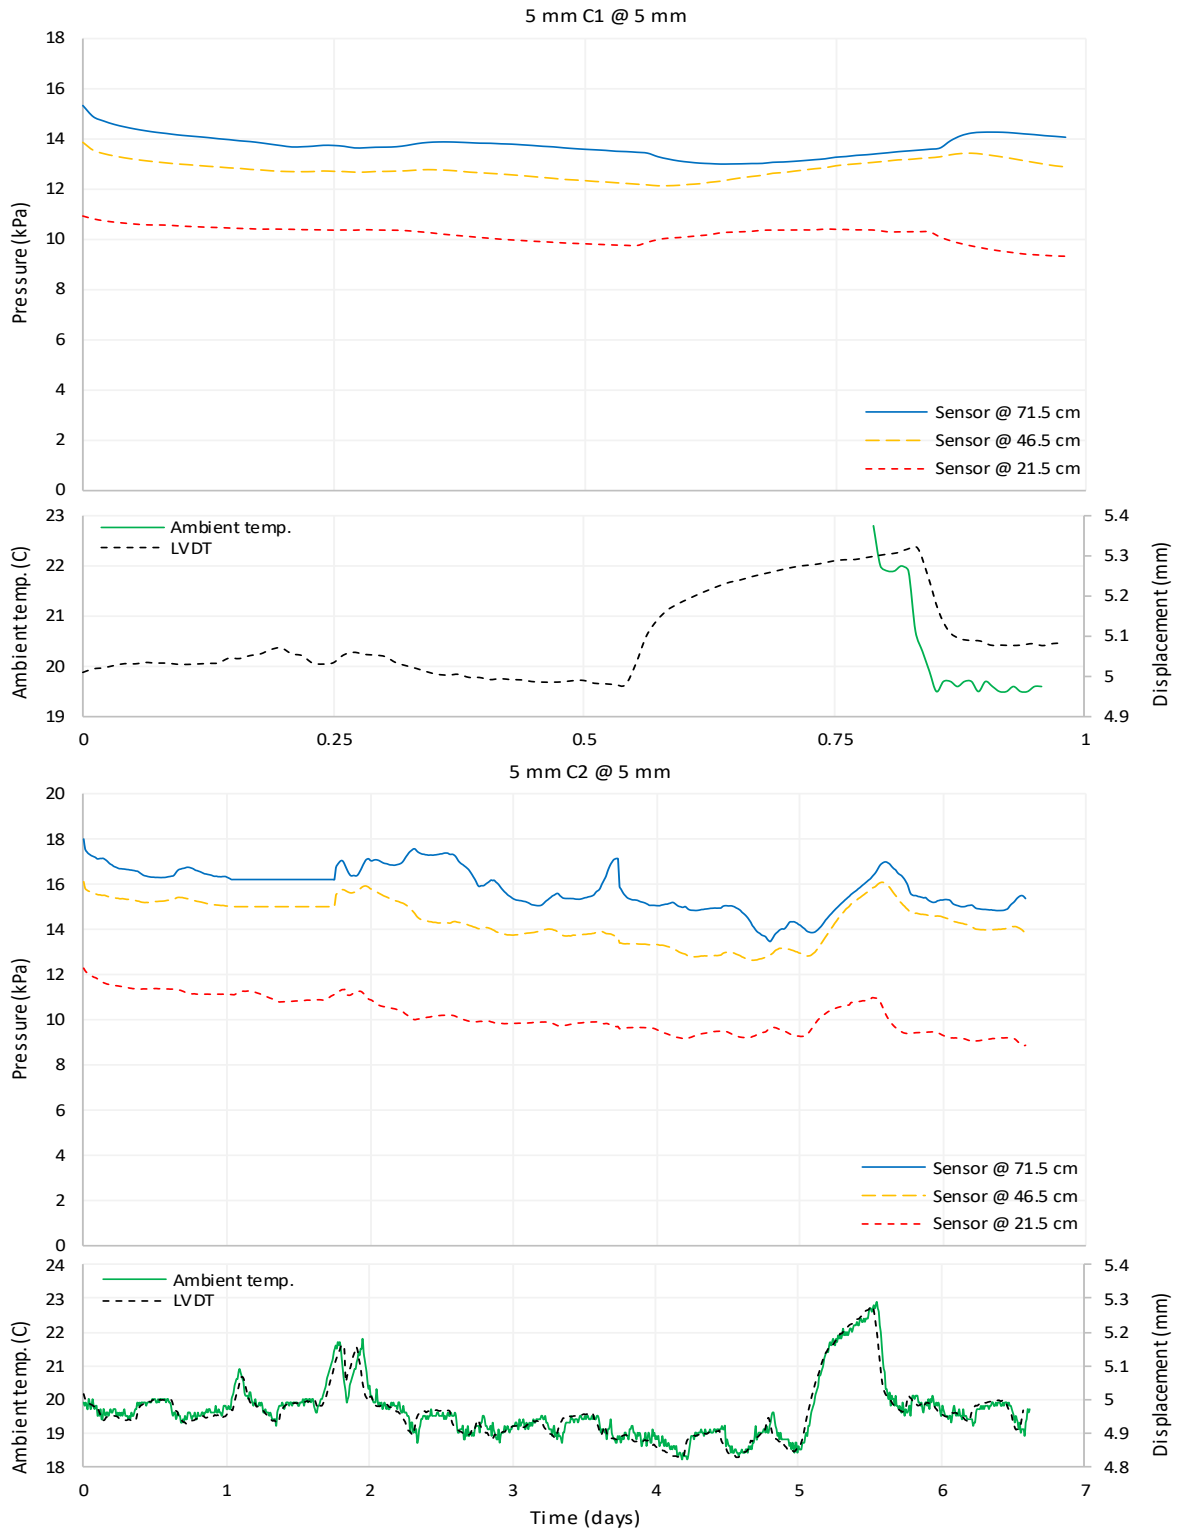 5 mm C1 @ 5 mm
18
16
14
12
10
8
6
4
2
0
Pressure (kPa)
Sensor @ 71.5 cm
Sensor @ 46.5 cm
Sensor @ 21.5 cm
23
22
21
20
19
Ambient temp. (C)
Ambient temp.
LVDT
5.4
5.3
5.2
5.1
5
4.9
Displacement (mm)
0 0.25 0.5 0.75 1
5 mm C2 @ 5 mm
20
18
16
14
12
10
8
6
4
2
0
Pressure (kPa)
Sensor @ 71.5 cm
Sensor @ 46.5 cm
Sensor @ 21.5 cm
24
23
22
21
20
19
18
Ambient temp. (C)
Ambient temp.
LVDT
5.4
5.3
5.2
5.1
5
4.9
4.8
Displacement (mm)
0 1 2 3 4 5 6 7
Time (days)